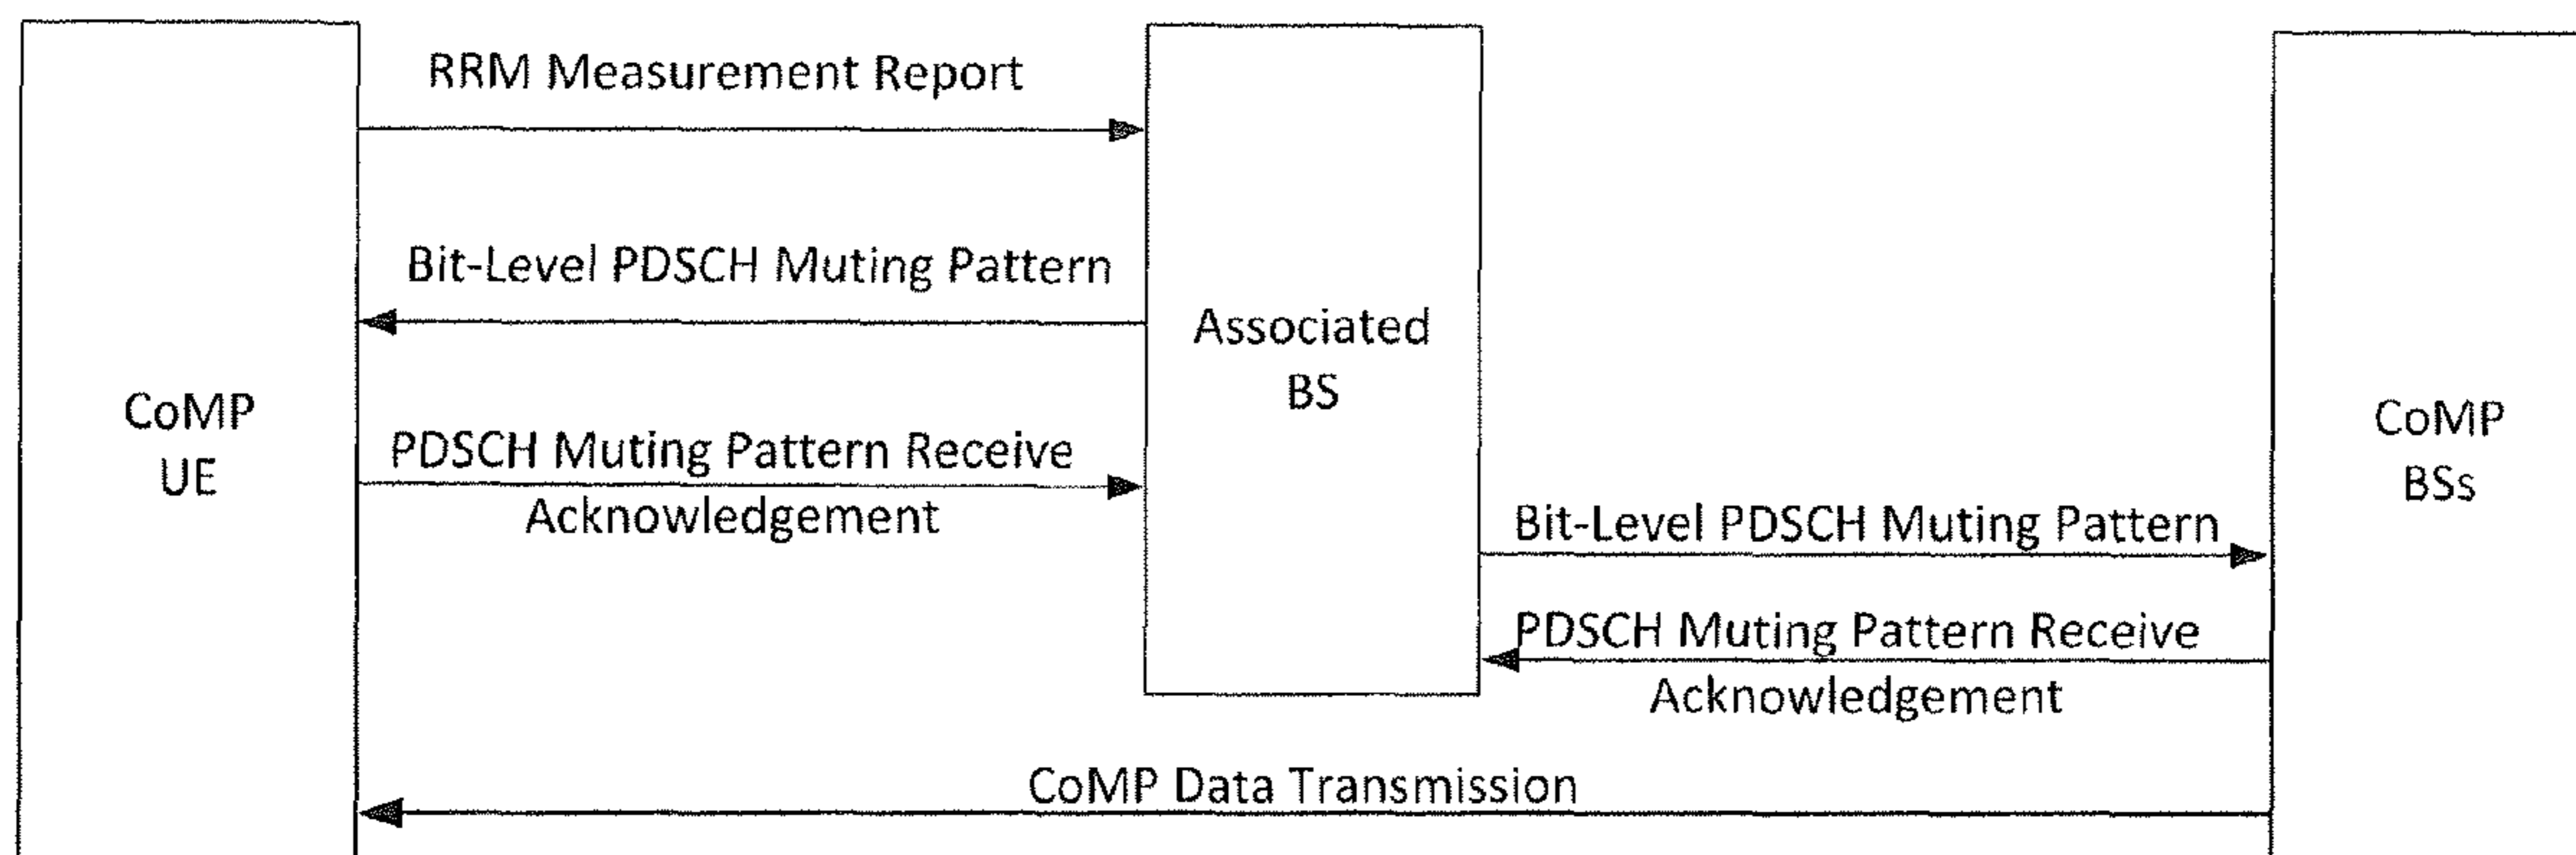 RRM Measurement Report
Bit-Level PDSCH Muting Pattern
Associated
BS
CoMP
UE
CoMP
BSs
PDSCH Muting Pattern Receive
Acknowledgement
Bit-Level PDSCH Muting Pattern
PDSCH Muting Pattern Receive
Acknowledgement
CoMP Data Transmission